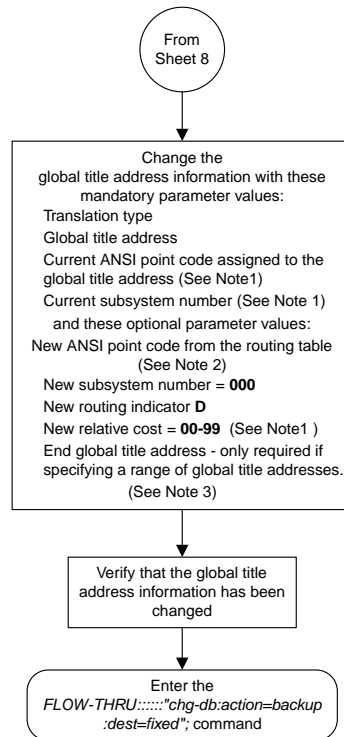 From
Sheet 8
Change the
global title address information with these
mandatory parameter values:
Translation type
Global title address
Current ANSI point code assigned to the
global title address (See Note1)
Current subsystem number (See Note 1)
and these optional parameter values:
New ANSI point code from the routing table
(See Note 2)
New subsystem number = 000
New routing indicator D
New relative cost = 00-99 (See Note1 )
End global title address - only required if
specifying a range of global title addresses.
(See Note 3)
Verify that the global title
address information has been
changed
Enter the
FLOW-THRU::::::"chg-db:action=backup
:dest=fixed"; command